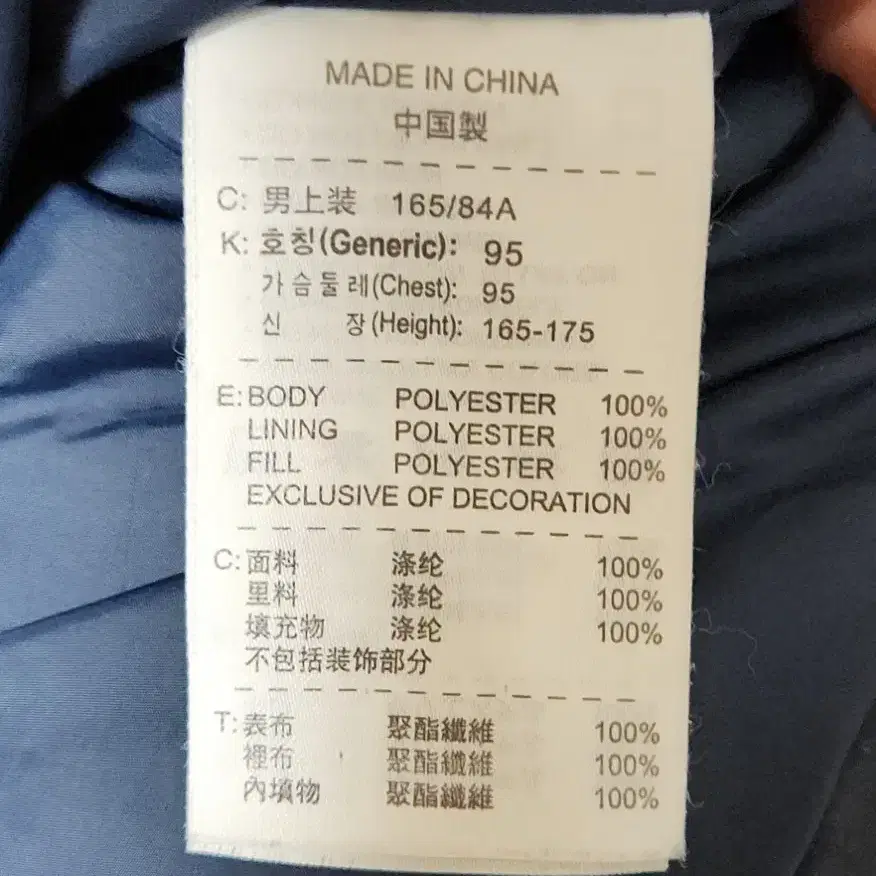 MADE IN CHINA
中国製
C: 男上装 165/84A
K: 호칭(Generic): 95
가슴둘레(Chest): 95
신 장(Height): 165-175
E: BODY POLYESTER 100%
LINING POLYESTER 100%
FILL POLYESTER 100%
EXCLUSIVE OF DECORATION
C: 面料 涤纶 100%
里料 涤纶 100%
填充物 涤纶 100%
不包括装饰部分
T: 表布 聚酯纖維 100%
裡布 聚酯纖維 100%
內填物 聚酯纖維 100%